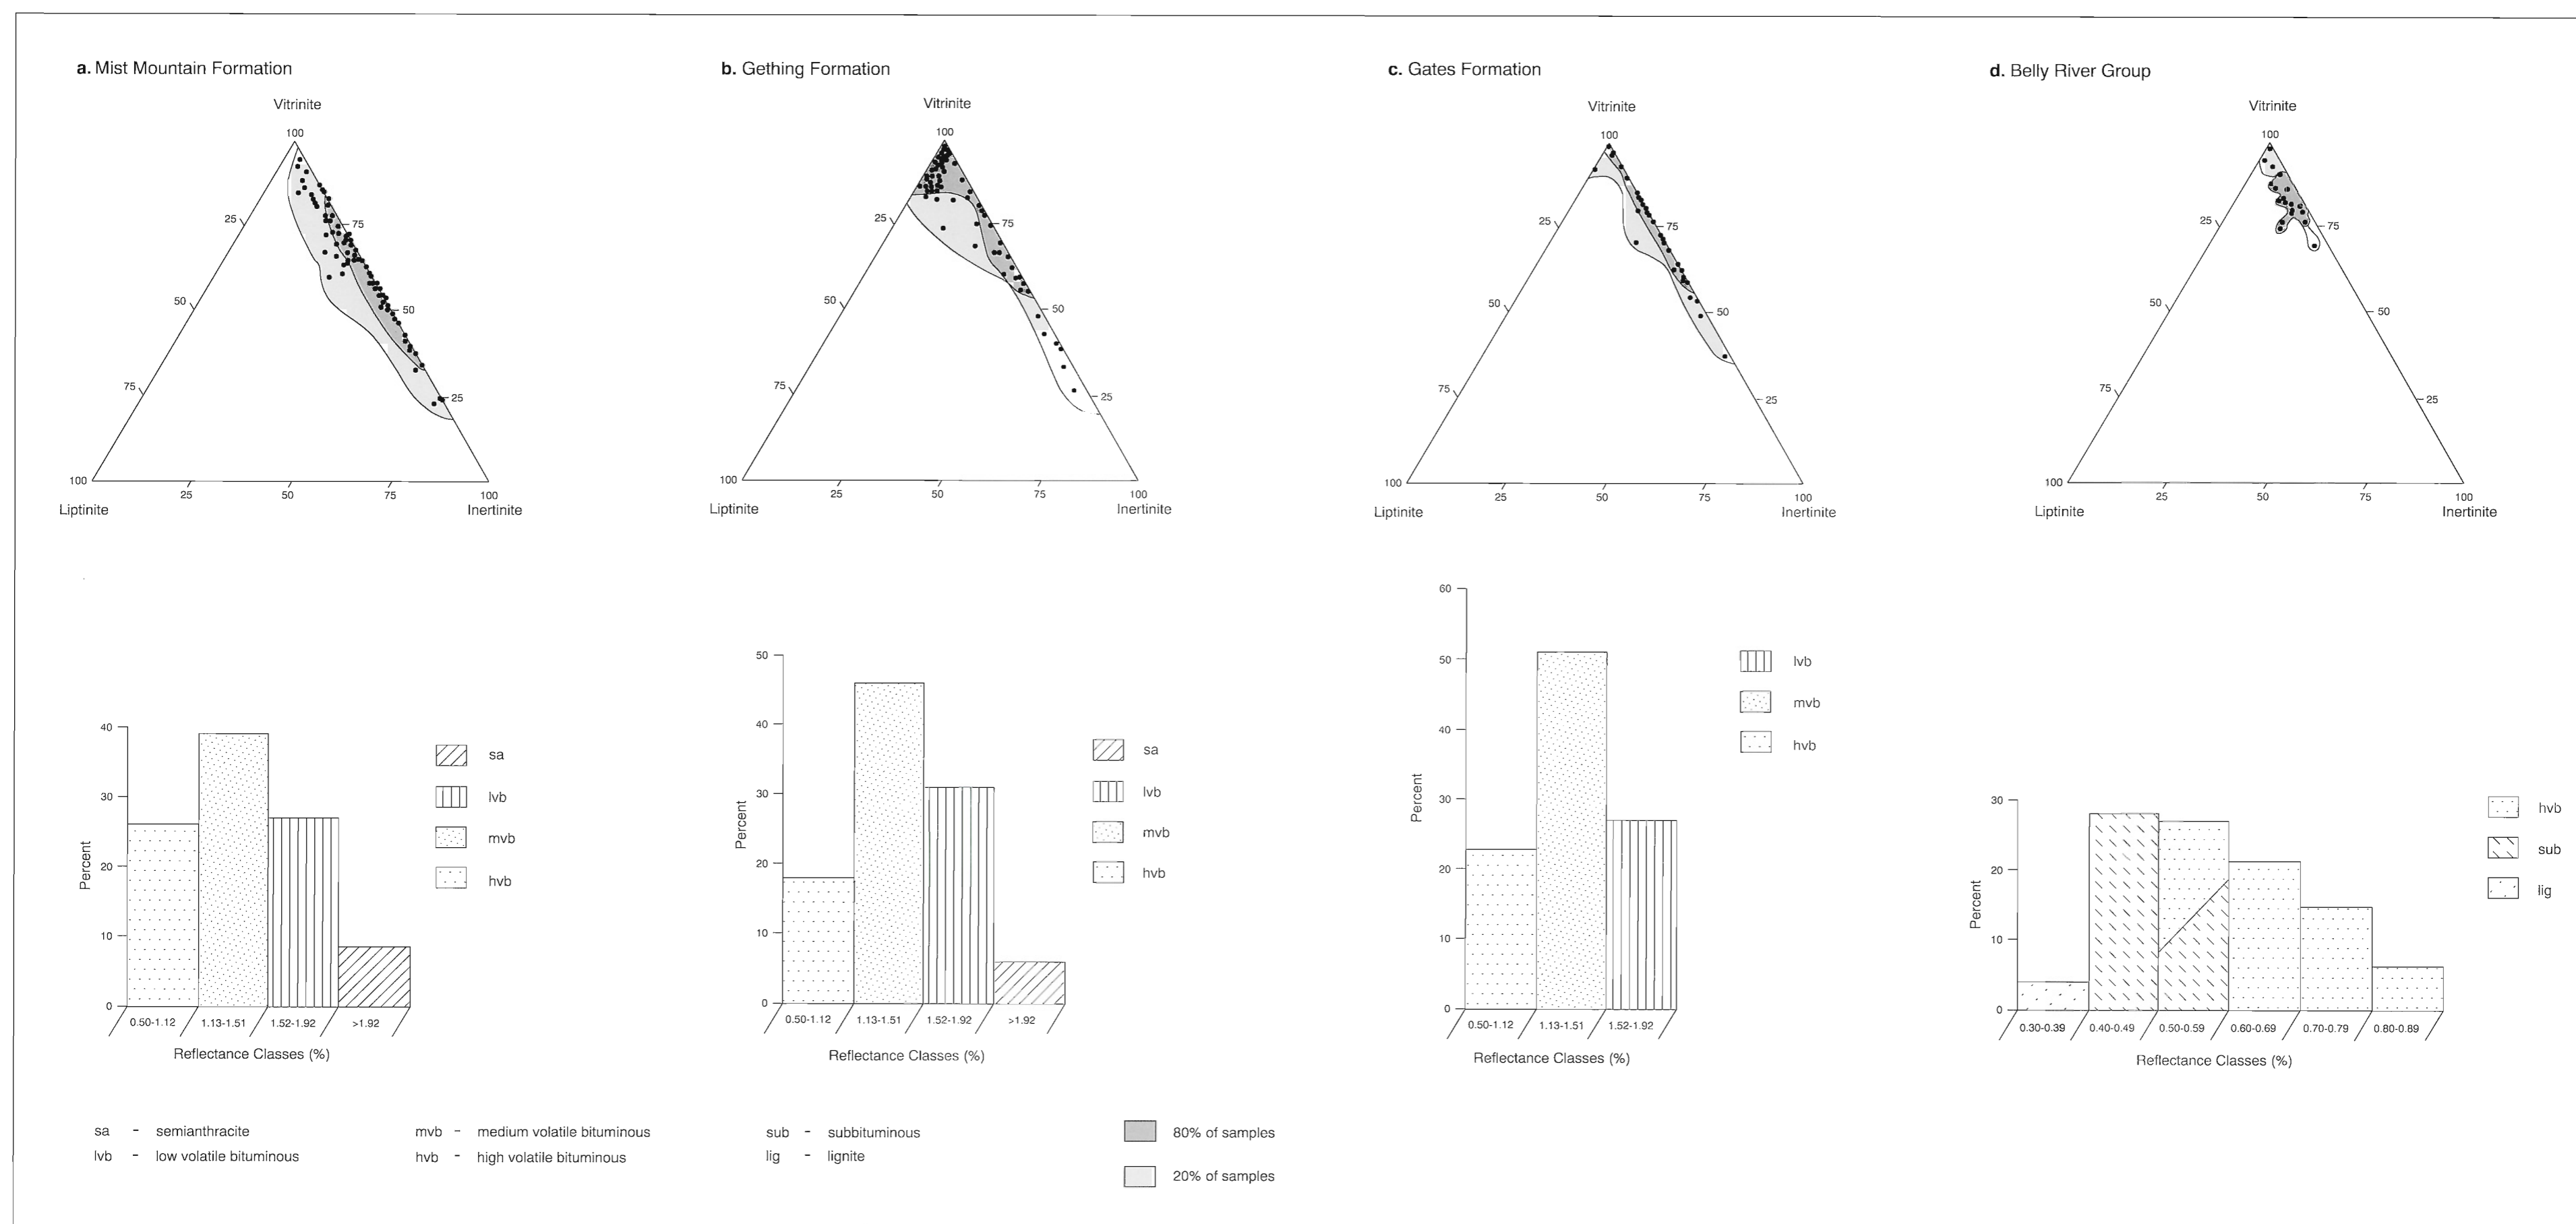 a. Mist Mountain Formation
Vitrinite
100
25
75
50
50
75
25
100
25
50
75
100
Liptinite
Inertinite
b. Gething Formation
Vitrinite
100
25
75
50
50
75
25
100
25
50
75
100
Liptinite
Inertinite
c. Gates Formation
Vitrinite
100
25
75
50
50
75
25
100
25
50
75
100
Liptinite
Inertinite
d. Belly River Group
Vitrinite
100
25
75
50
50
75
25
100
25
50
75
100
Liptinite
Inertinite
40
30
20
10
0
Percent
0.50-1.12 1.13-1.51 1.52-1.92 >1.92
Reflectance Classes (%)
sa
lvb
mvb
hvb
50
40
30
20
10
0
Percent
0.50-1.12 1.13-1.51 1.52-1.92 >1.92
Reflectance Classes (%)
sa
lvb
mvb
hvb
60
50
40
30
20
10
0
Percent
0.50-1.12 1.13-1.51 1.52-1.92
Reflectance Classes (%)
lvb
mvb
hvb
30
20
10
0
Percent
0.30-0.39 0.40-0.49 0.50-0.59 0.60-0.69 0.70-0.79 0.80-0.89
Reflectance Classes (%)
hvb
sub
lig
sa - semianthracite
lvb - low volatile bituminous
mvb - medium volatile bituminous
hvb - high volatile bituminous
sub - subbituminous
lig - lignite
80% of samples
20% of samples